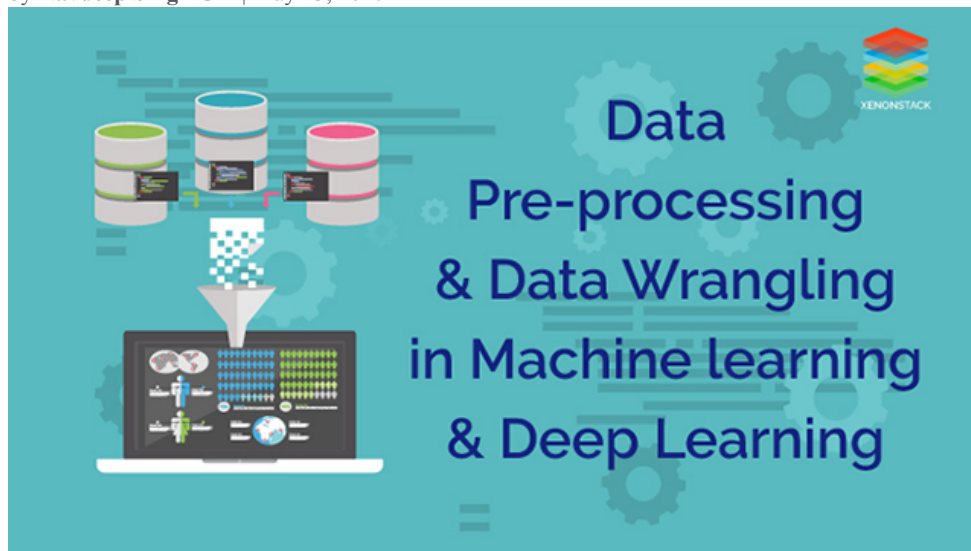 XENONSTACK
Data
Pre-processing
& Data Wrangling
in Machine learning
& Deep Learning